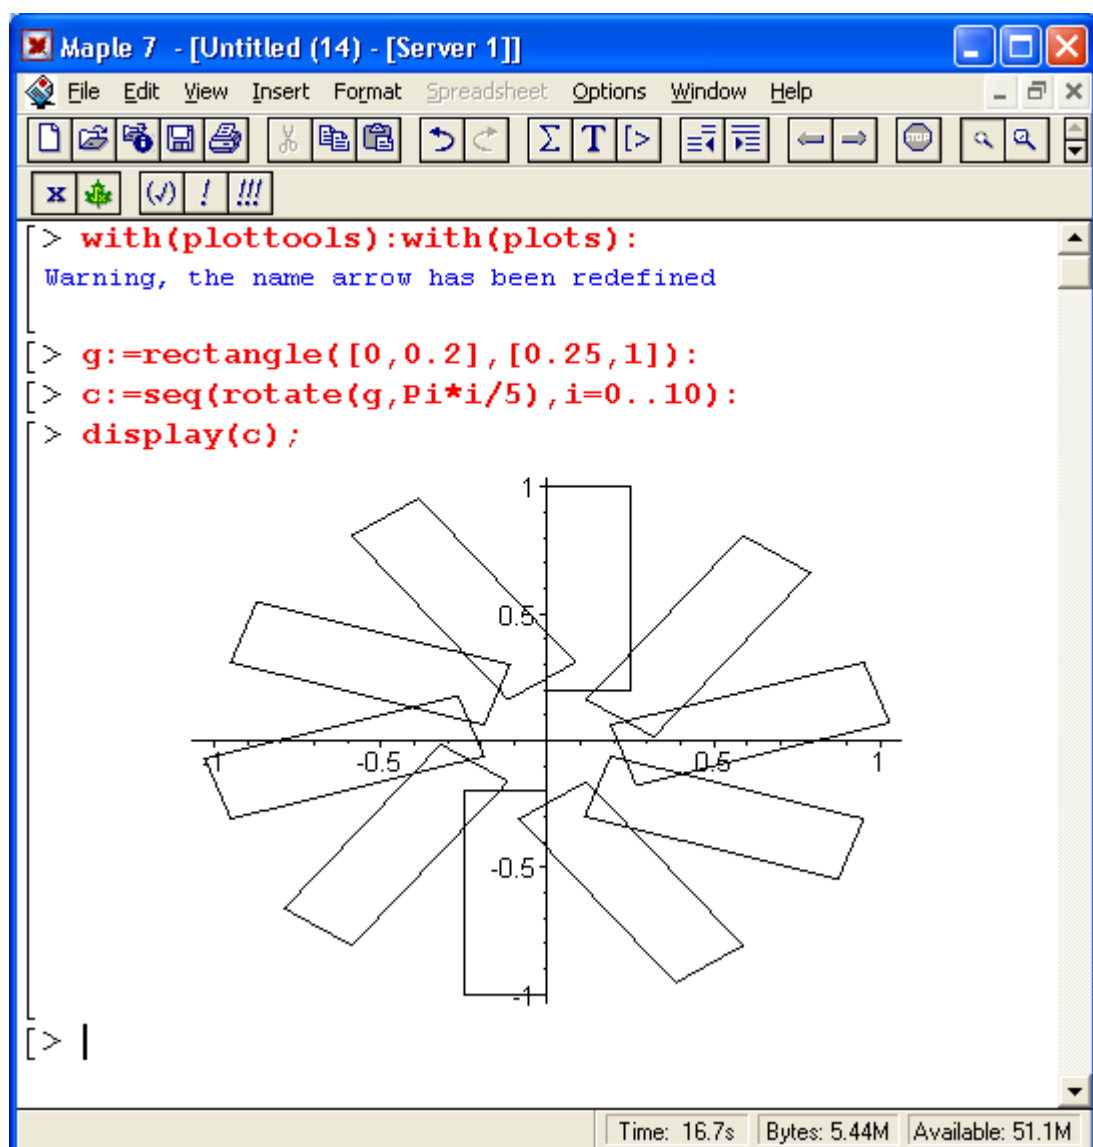 Maple 7 - [Untitled (14) - [Server 1]]
File Edit View Insert Format Spreadsheet Options Window Help
Σ T [>
STOP
x (√) ! !!!
[> with(plottools):with(plots):
Warning, the name arrow has been redefined
[> g:=rectangle([0,0.2],[0.25,1]):
[> c:=seq(rotate(g,Pi*i/5),i=0..10):
[> display(c);
1
0.5
-1 -0.5 0.5 1
-0.5
-1
[>
Time: 16.7s Bytes: 5.44M Available: 51.1M